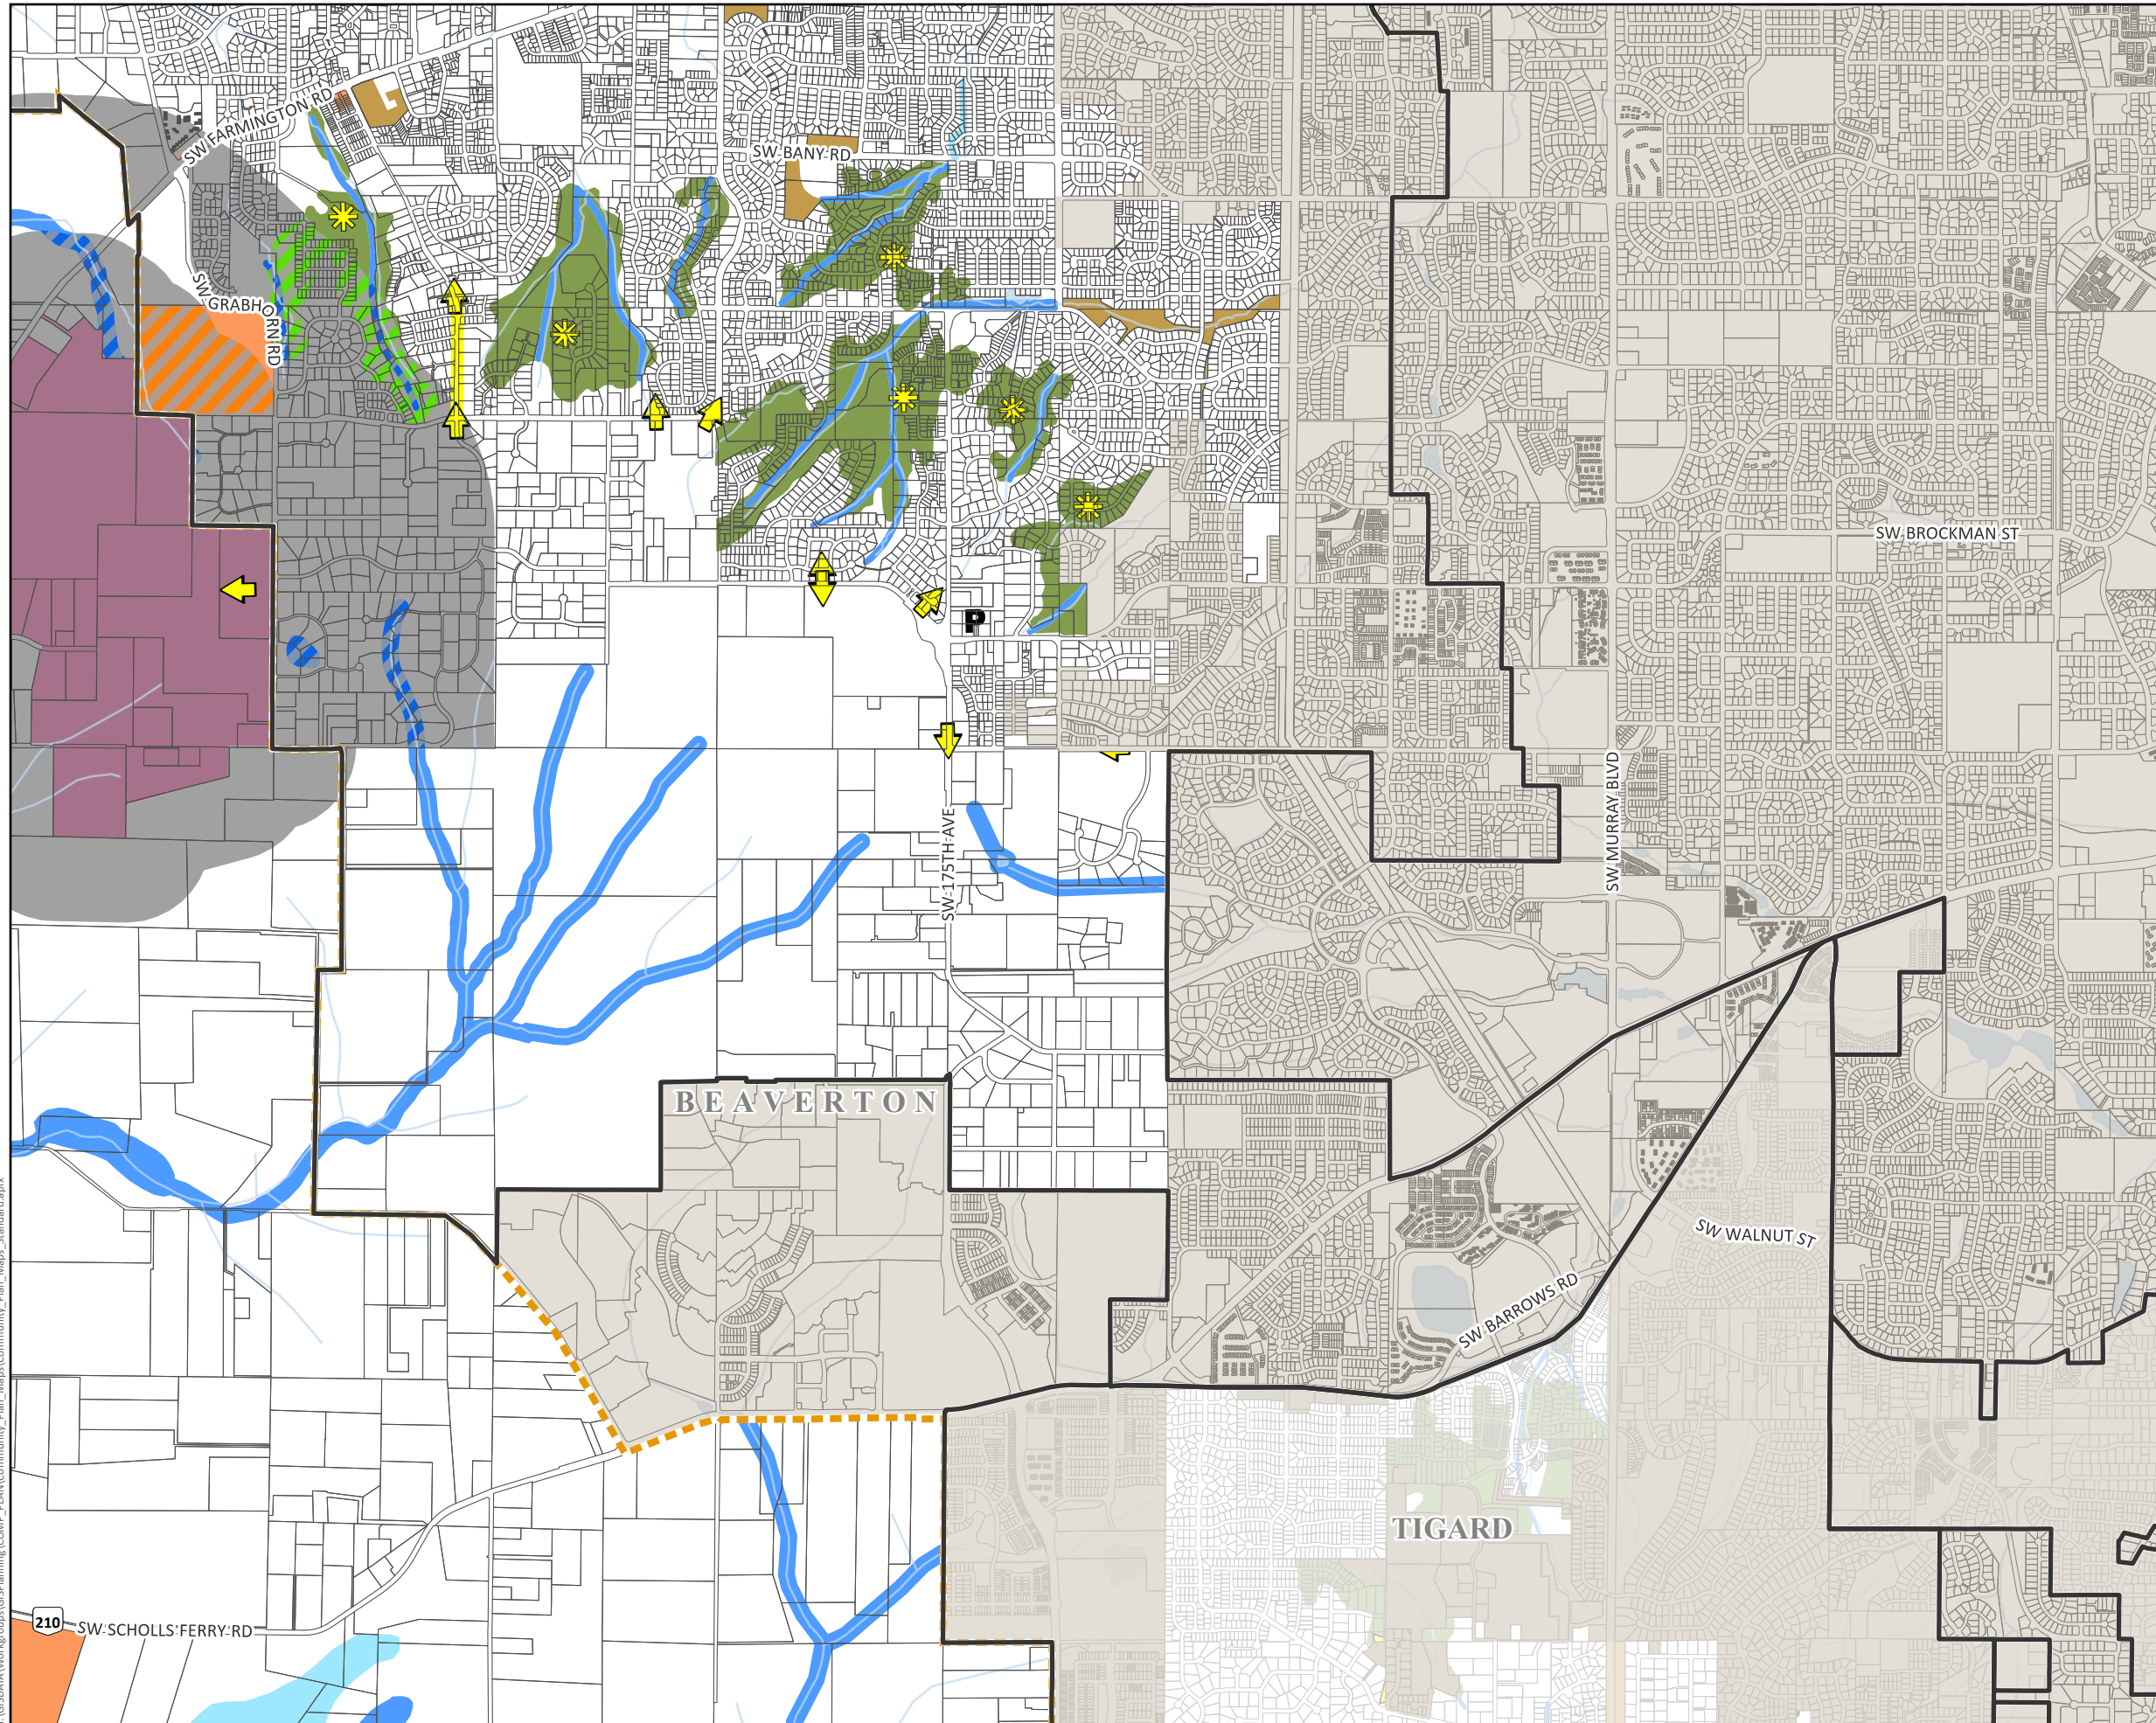 SW FARMINGTON RD
SW BANY RD
SW GRABHORN RD
SW BROCKMAN ST
P
SW MURRAY BLVD
SW 175TH AVE
BEAVERTON
SW WALNUT ST
SW BARROWS RD
TIGARD
210
SW SCHOLLS FERRY RD